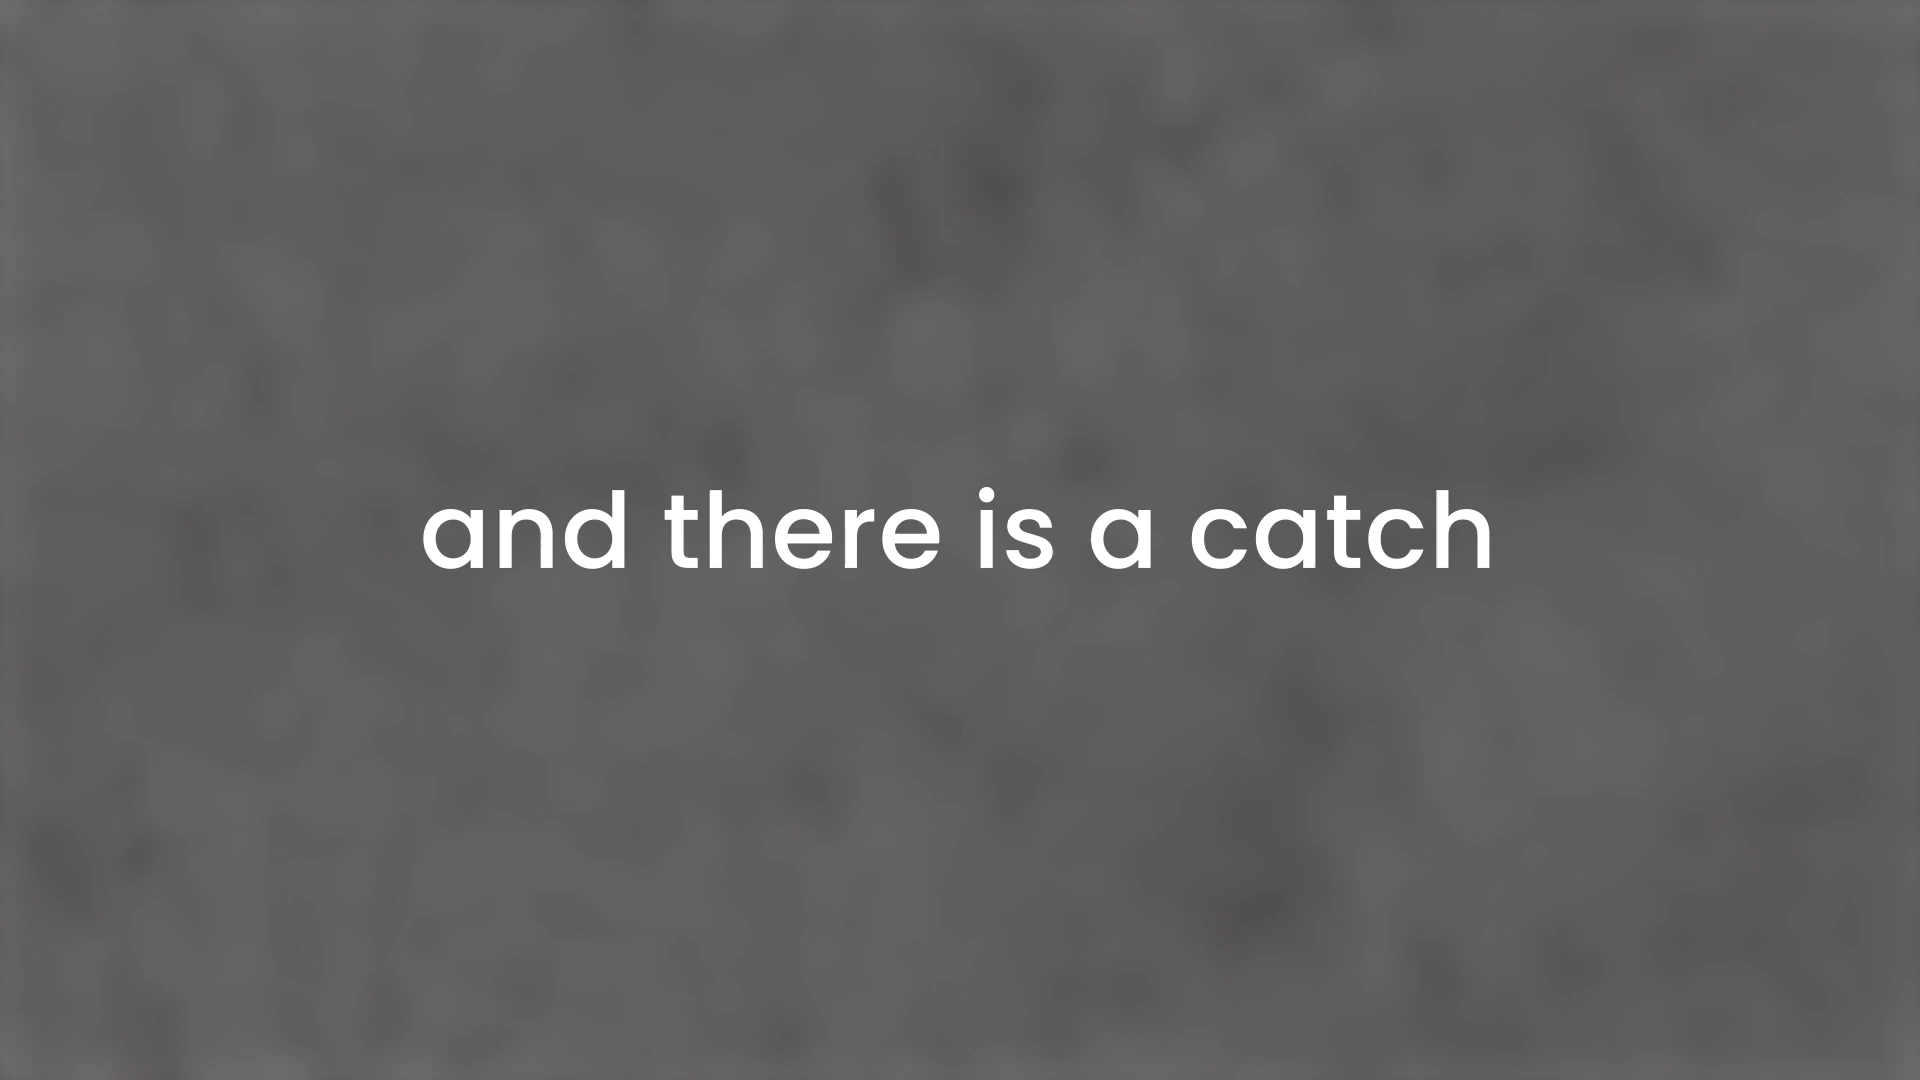 and there is a catch